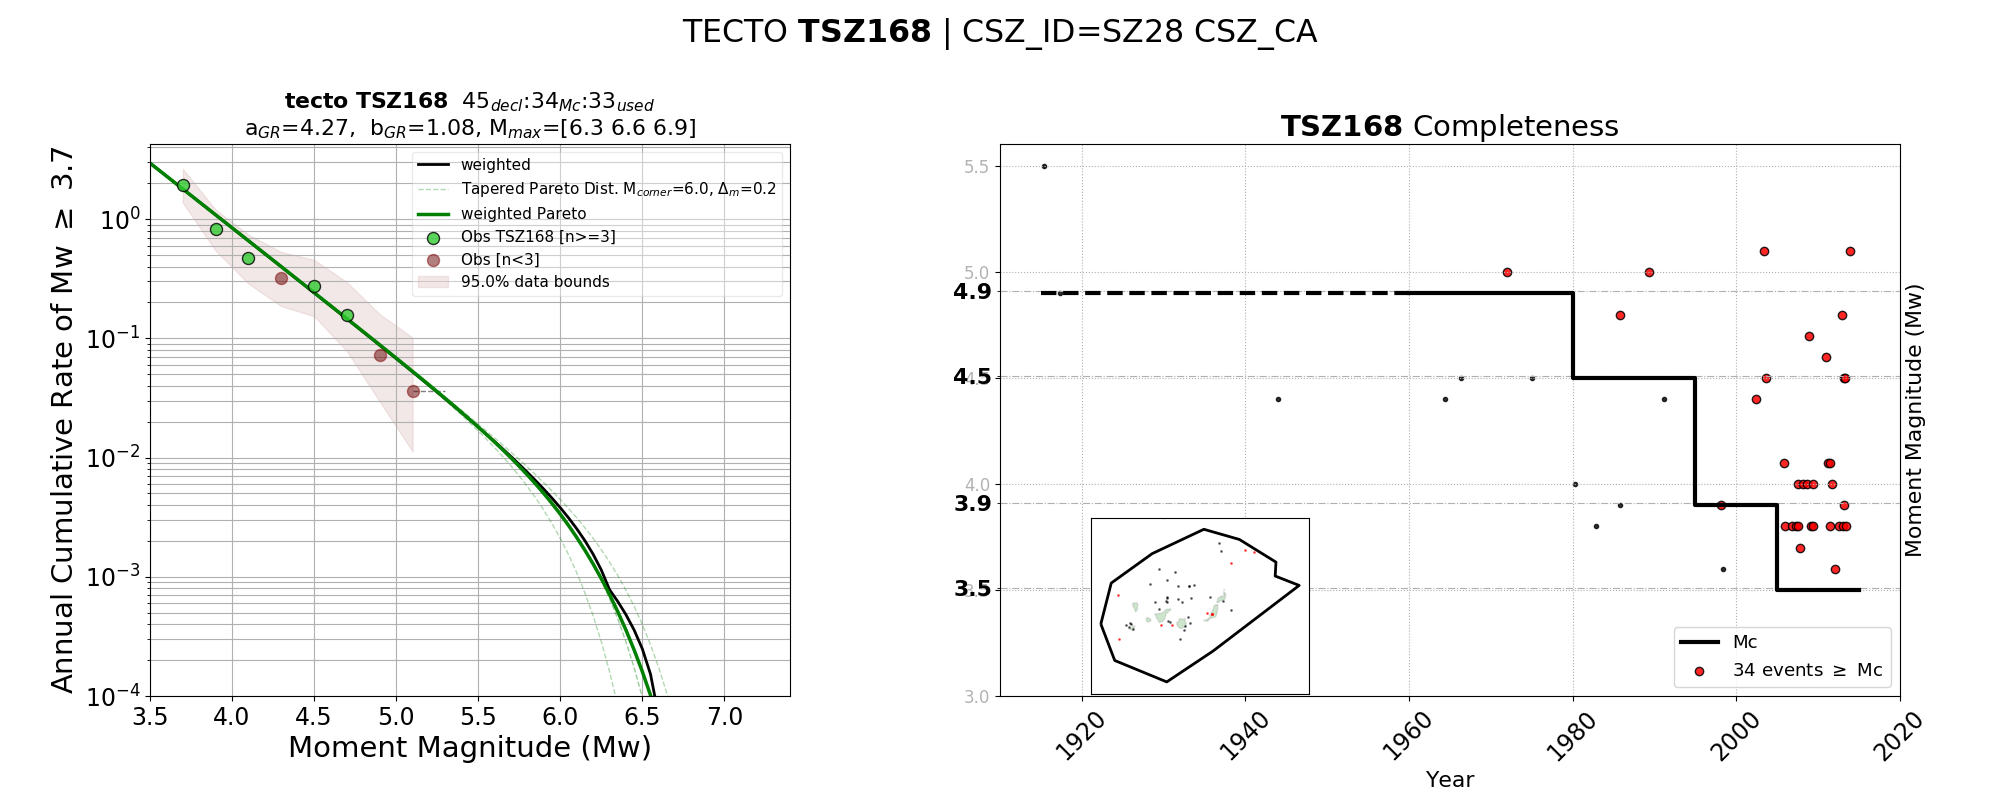 TECTO TSZ168 | CSZ_ID=SZ28 CSZ_CA
tecto TSZ168 45decl:34Mc:33used
aGR=4.27, bGR=1.08, Mmax=[6.3 6.6 6.9]
Annual Cumulative Rate of Mw ≥ 3.7
10⁰
10⁻¹
10⁻²
10⁻³
10⁻⁴
weighted
Tapered Pareto Dist. Mcorner=6.0, Δm=0.2
weighted Pareto
Obs TSZ168 [n>=3]
Obs [n<3]
95.0% data bounds
3.5 4.0 4.5 5.0 5.5 6.0 6.5 7.0
Moment Magnitude (Mw)
TSZ168 Completeness
5.5
5.0
4.9
4.5
4.0
3.9
3.5
3.0
Moment Magnitude (Mw)
Mc
34 events ≥ Mc
1920 1940 1960 1980 2000 2020
Year